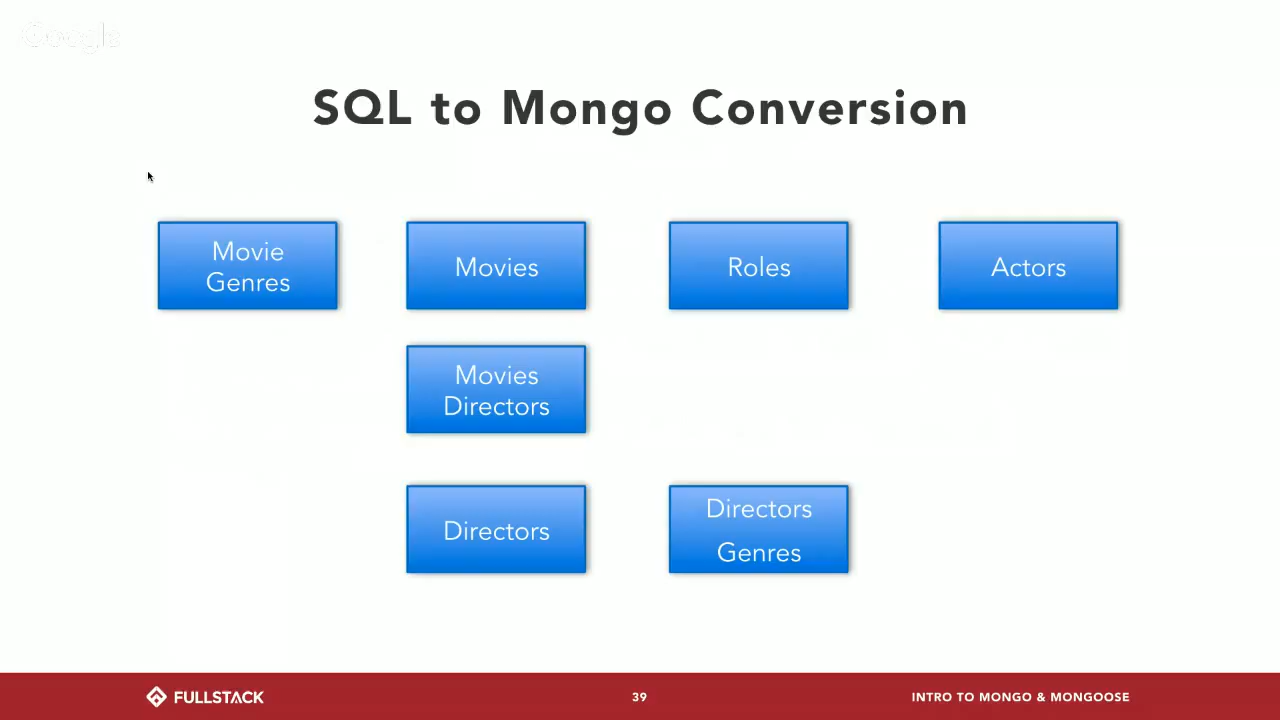 Google
SQL to Mongo Conversion
Movie
Genres
Movies
Roles
Actors
Movies
Directors
Directors
Directors
Genres
FULLSTACK
39
INTRO TO MONGO & MONGOOSE